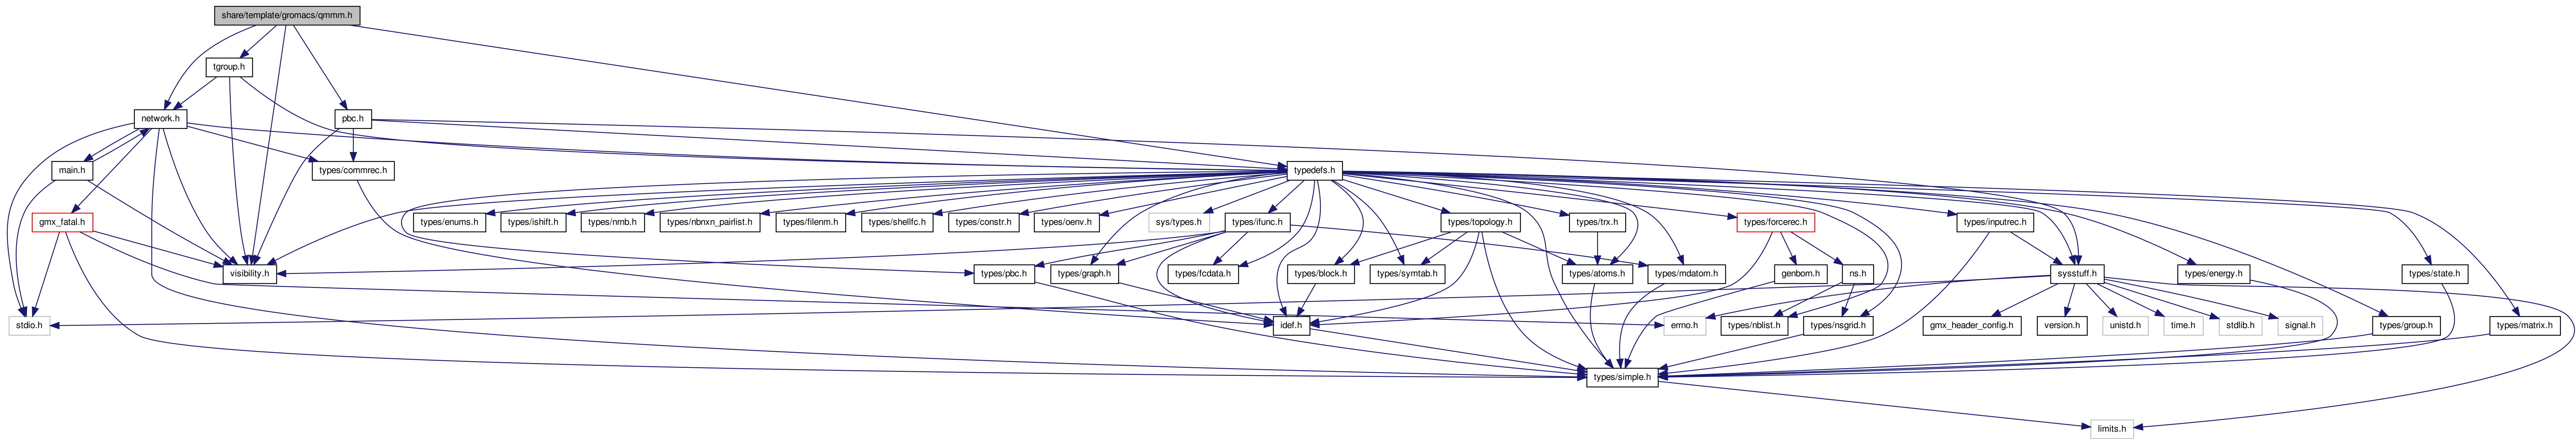 share/template/gromacs/qmmm.h
tgroup.h
network.h
pbc.h
main.h
types/commrec.h
typedefs.h
gmx_fatal.h
types/enums.h
types/ishift.h
types/nrnb.h
types/nbnxn_pairlist.h
types/filenm.h
types/shellfc.h
types/constr.h
types/oenv.h
sys/types.h
types/ifunc.h
types/topology.h
types/trx.h
types/forcerec.h
types/inputrec.h
visibility.h
types/pbc.h
types/graph.h
types/fcdata.h
types/block.h
types/symtab.h
types/atoms.h
types/mdatom.h
genborn.h
ns.h
sysstuff.h
types/energy.h
types/state.h
stdio.h
idef.h
errno.h
types/nblist.h
types/nsgrid.h
gmx_header_config.h
version.h
unistd.h
time.h
stdlib.h
signal.h
types/group.h
types/matrix.h
types/simple.h
limits.h